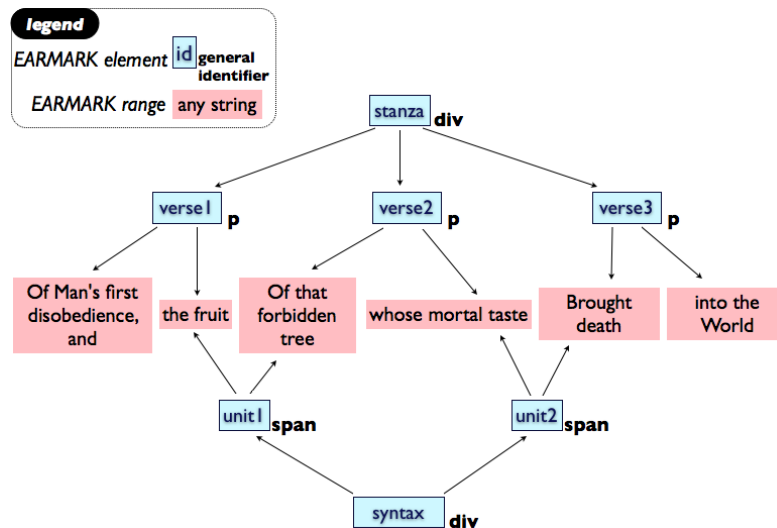 legend
EARMARK element id general
identifier
EARMARK range any string
stanza div
verse1 p verse2 p verse3 p
Of Man's first
disobedience,
and
the fruit
Of that
forbidden
tree
whose mortal taste
Brought
death
into the
World
unit1 span unit2 span
syntax div